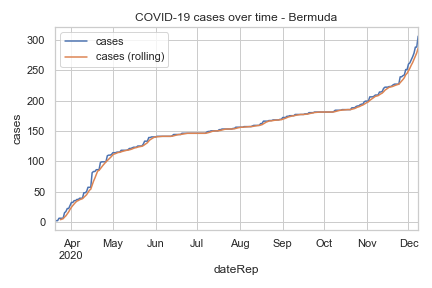 COVID-19 cases over time - Bermuda
cases
cases (rolling)
300
250
200
150
100
50
0
cases
Apr May Jun Jul Aug Sep Oct Nov Dec
2020
dateRep